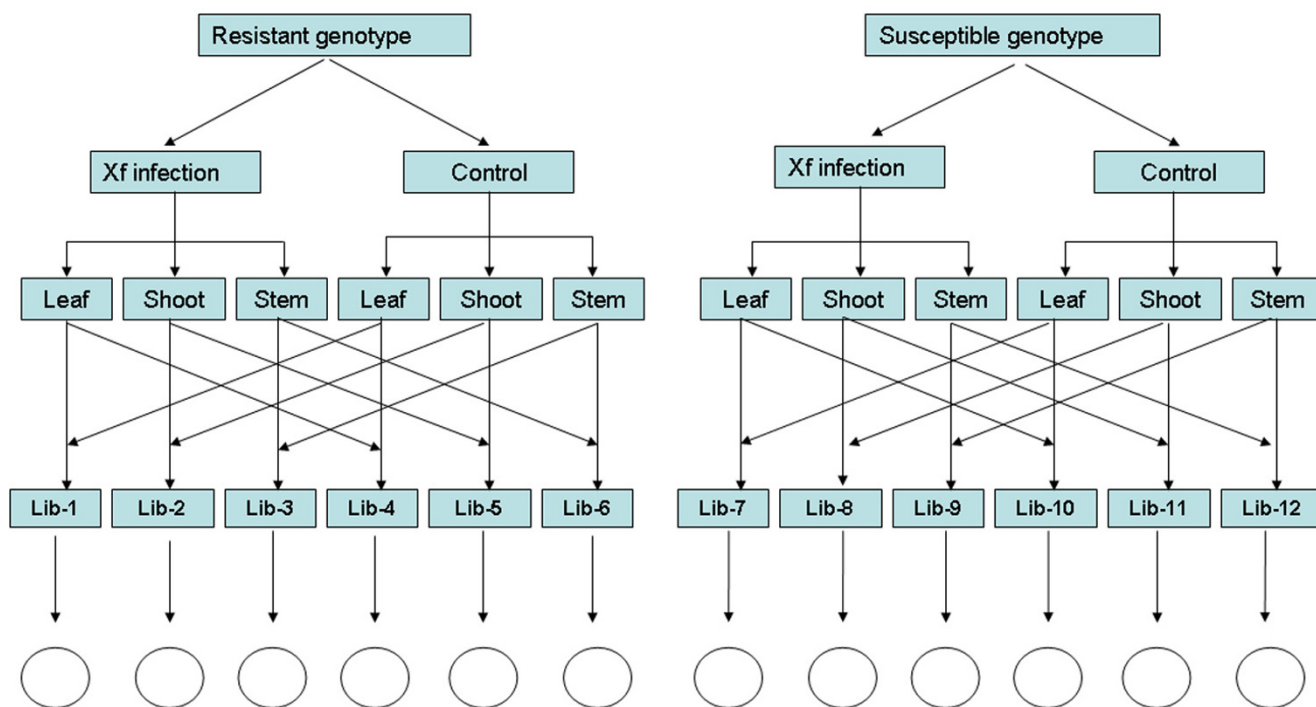 Resistant genotype
Susceptible genotype
Xf infection
Control
Xf infection
Control
Leaf
Shoot
Stem
Leaf
Shoot
Stem
Leaf
Shoot
Stem
Leaf
Shoot
Stem
Lib-1
Lib-2
Lib-3
Lib-4
Lib-5
Lib-6
Lib-7
Lib-8
Lib-9
Lib-10
Lib-11
Lib-12